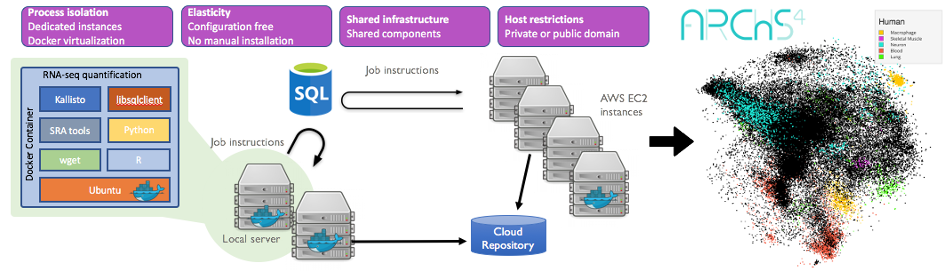 Process isolation
Dedicated instances
Docker virtualization
Elasticity
Configuration free
No manual installation
Shared infrastructure
Shared components
Host restrictions
Private or public domain
RNA-seq quantification
Docker Container
Kallisto
libsqlclient
SRA tools
Python
wget
R
Ubuntu
SQL
Job instructions
Job instructions
Local server
AWS EC2
instances
Cloud
Repository
ARCHS4
Human
Macrophage
Skeletal Muscle
Neuron
Blood
Lung